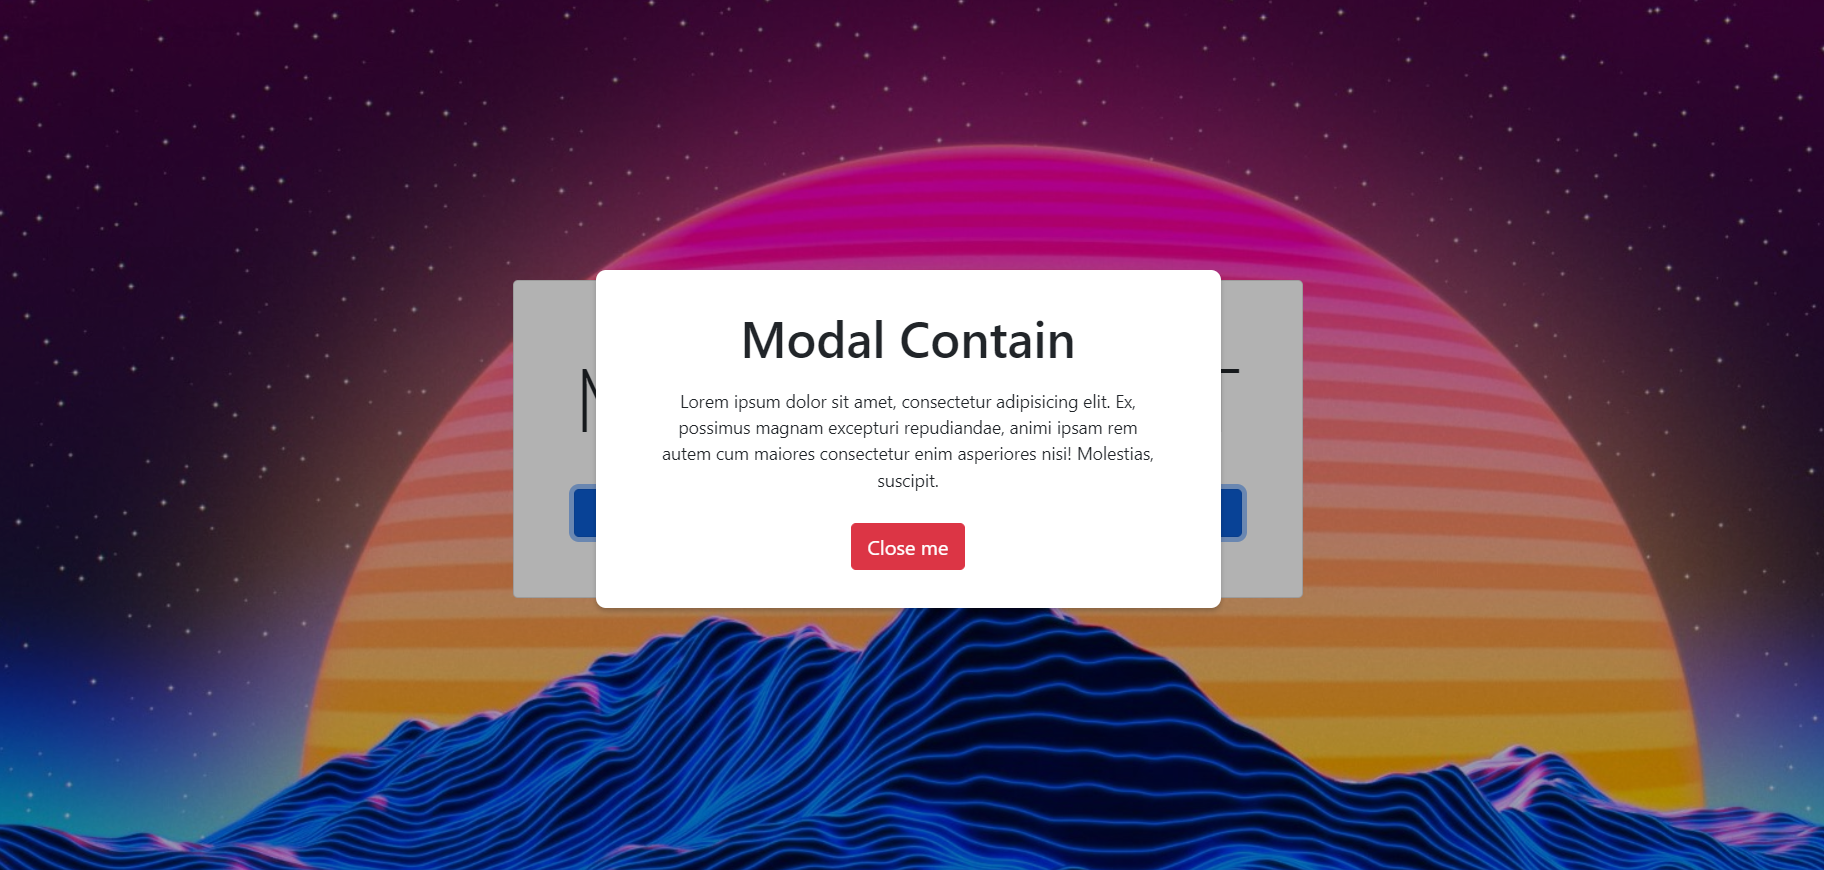 Modal Contain
Lorem ipsum dolor sit amet, consectetur adipisicing elit. Ex,
possimus magnam excepturi repudiandae, animi ipsam rem
autem cum maiores consectetur enim asperiores nisi! Molestias,
suscipit.
Close me